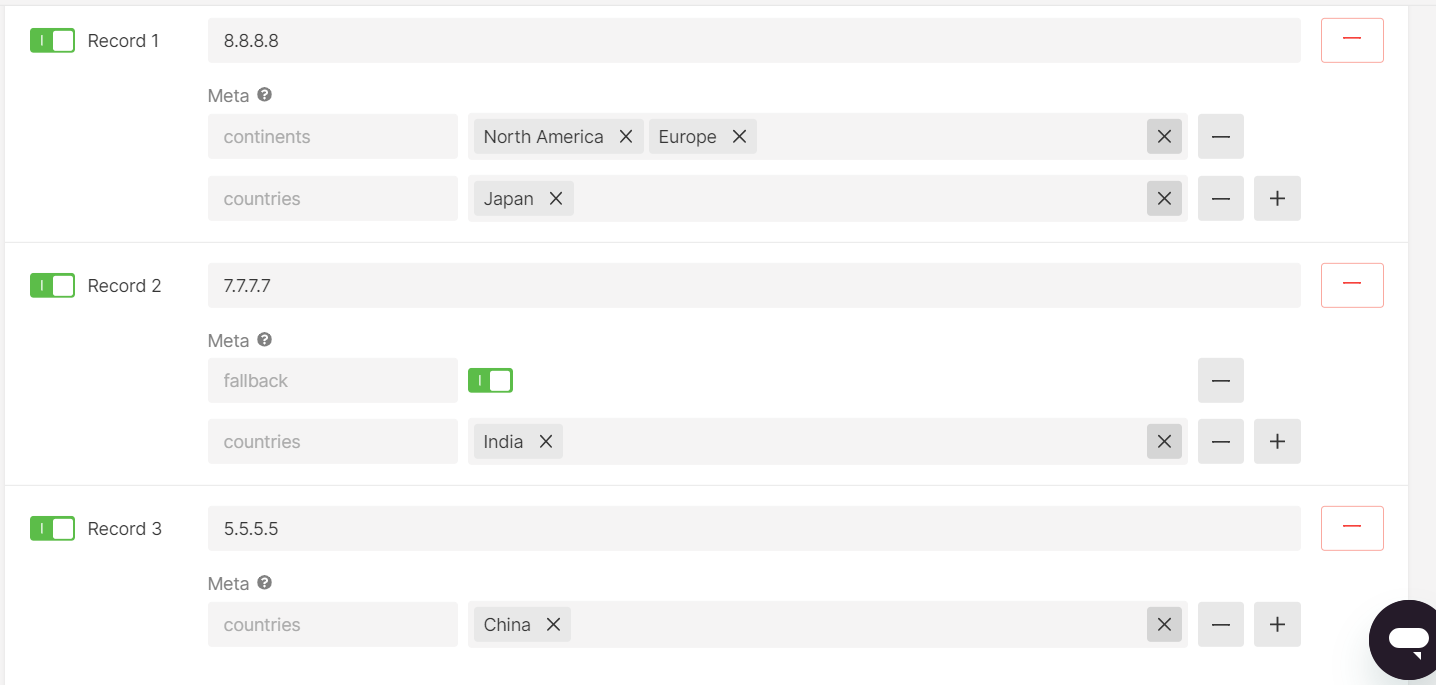 Record 1 8.8.8.8
Meta
continents North America Europe
countries Japan
Record 2 7.7.7.7
Meta
fallback
countries India
Record 3 5.5.5.5
Meta
countries China